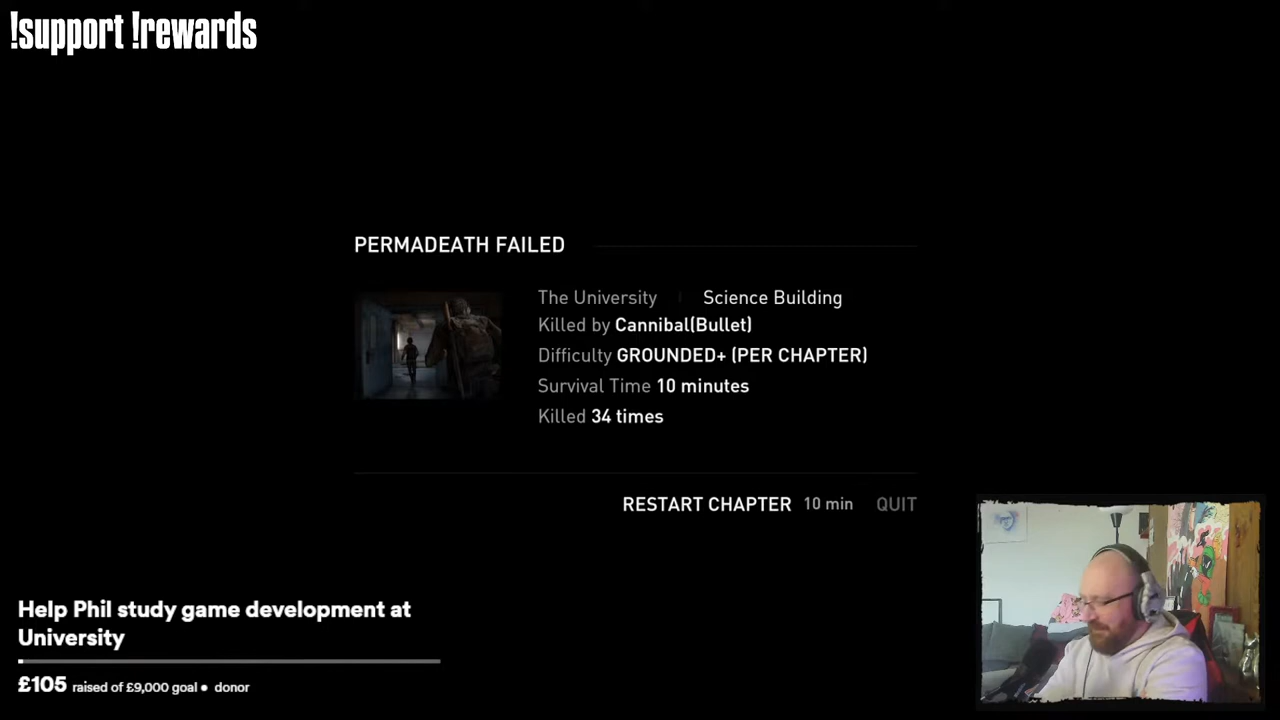 !support !rewards
PERMADEATH FAILED
The University | Science Building
Killed by Cannibal(Bullet)
Difficulty GROUNDED+ (PER CHAPTER)
Survival Time 10 minutes
Killed 34 times
RESTART CHAPTER 10 min QUIT
Help Phil study game development at
University
£105 raised of £9,000 goal • donor